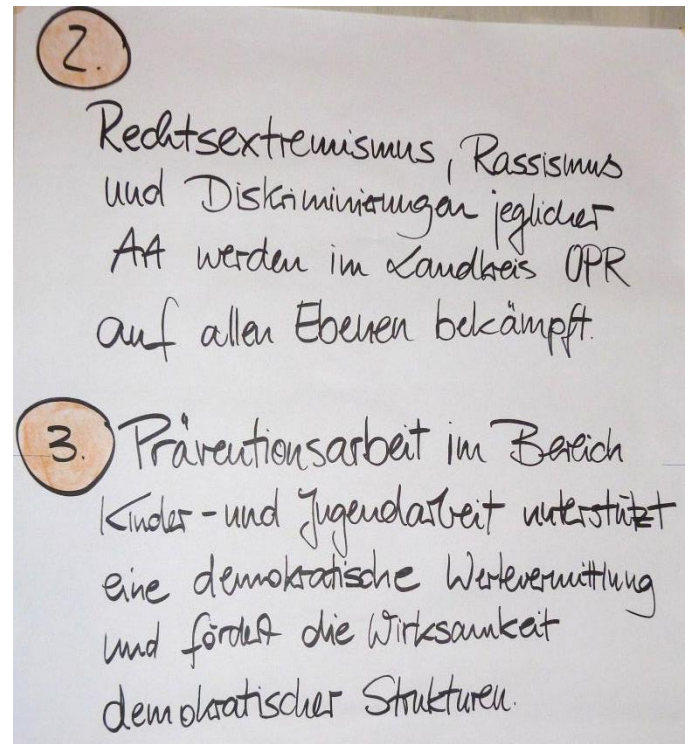 2.
Rechtsextremismus, Rassismus
und Diskriminierungen jeglicher
AA werden im Landkreis OPR
auf allen Ebenen bekämpft.
3. Präventionsarbeit im Bereich
Kinder- und Jugendarbeit unterstützt
eine demokratische Wertevermittlung
und fördert die Wirksamkeit
demokratischer Strukturen.